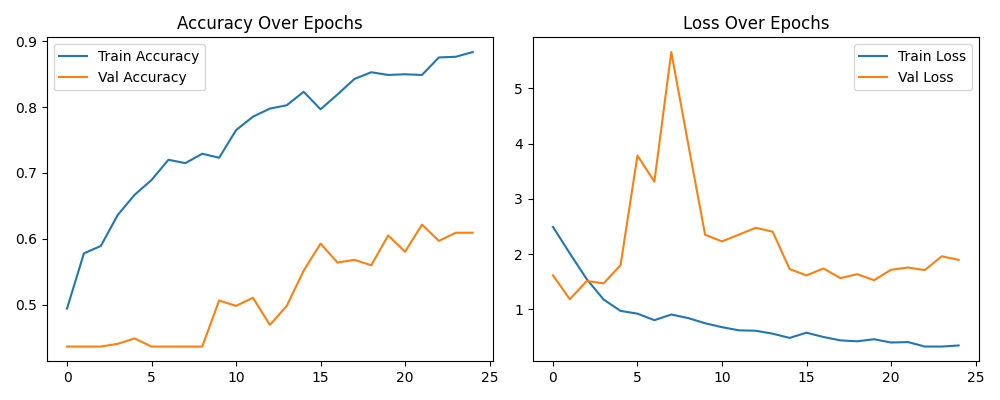 Accuracy Over Epochs
Train Accuracy
Val Accuracy
0.9
0.8
0.7
0.6
0.5
0 5 10 15 20 25
Loss Over Epochs
Train Loss
Val Loss
5
4
3
2
1
0 5 10 15 20 25